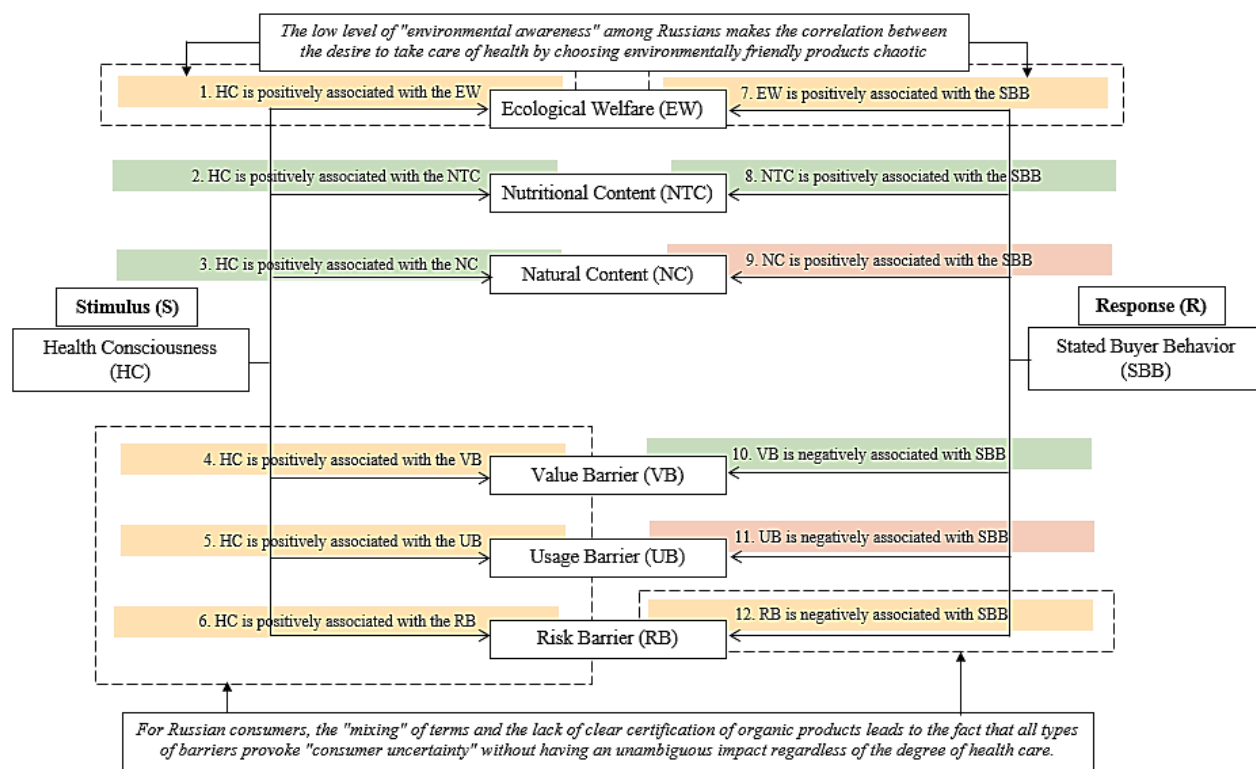 The low level of "environmental awareness" among Russians makes the correlation between
the desire to take care of health by choosing environmentally friendly products chaotic
1. HC is positively associated with the EW
7. EW is positively associated with the SBB
Ecological Welfare (EW)
2. HC is positively associated with the NTC
8. NTC is positively associated with the SBB
Nutritional Content (NTC)
3. HC is positively associated with the NC
9. NC is positively associated with the SBB
Natural Content (NC)
Stimulus (S)
Response (R)
Health Consciousness
(HC)
Stated Buyer Behavior
(SBB)
4. HC is positively associated with the VB
10. VB is negatively associated with SBB
Value Barrier (VB)
5. HC is positively associated with the UB
11. UB is negatively associated with SBB
Usage Barrier (UB)
6. HC is positively associated with the RB
12. RB is negatively associated with SBB
Risk Barrier (RB)
For Russian consumers, the "mixing" of terms and the lack of clear certification of organic products leads to the fact that all types
of barriers provoke "consumer uncertainty" without having an unambiguous impact regardless of the degree of health care.